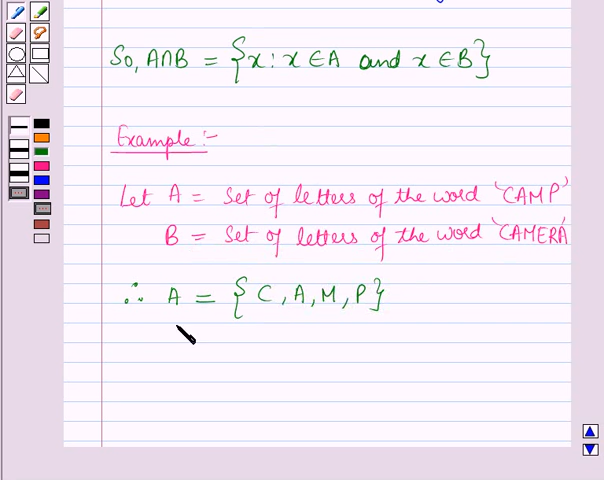 So, A∩B = {x : x ∈ A and x ∈ B}
Example :-
Let A = Set of letters of the word 'CAMP'
B = Set of letters of the word 'CAMERA'
∴ A = {C, A, M, P}